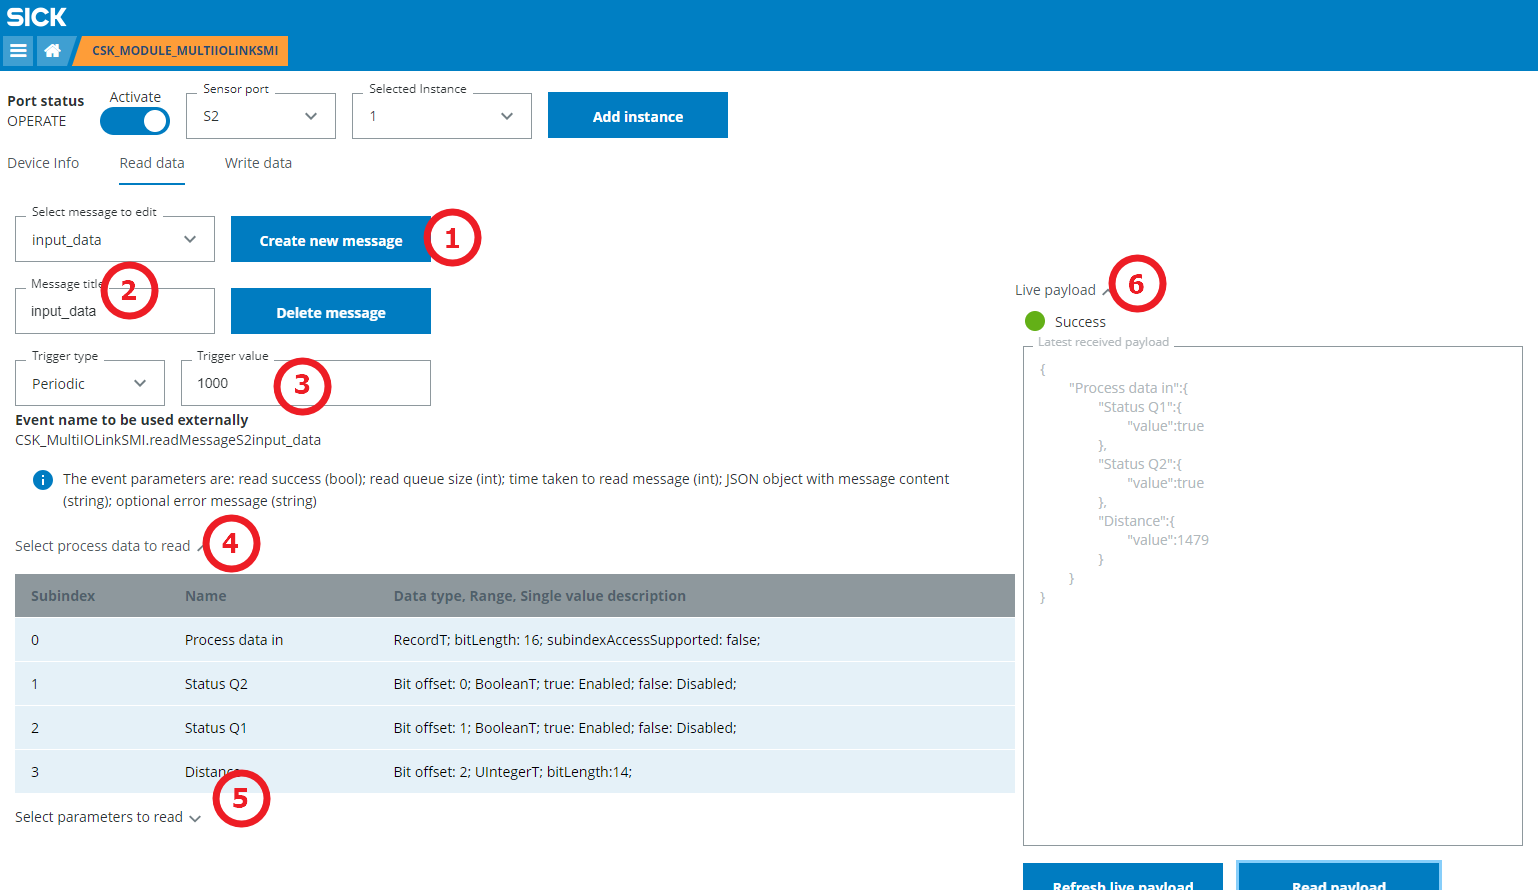 SICK
CSK_MODULE_MULTIIOLINKSMI
Port status
OPERATE
Activate
Sensor port
S2
Selected Instance
1
Add instance
Device Info
Read data
Write data
Select message to edit
input_data
Create new message
1
Message title
2
input_data
Delete message
Trigger type
Periodic
Trigger value
1000
3
Event name to be used externally
CSK_MultiIOLinkSMI.readMessageS2input_data
i
The event parameters are: read success (bool); read queue size (int); time taken to read message (int); JSON object with message content
(string); optional error message (string)
Select process data to read
4
Subindex Name Data type, Range, Single value description
0 Process data in RecordT; bitLength: 16; subindexAccessSupported: false;
1 Status Q2 Bit offset: 0; BooleanT; true: Enabled; false: Disabled;
2 Status Q1 Bit offset: 1; BooleanT; true: Enabled; false: Disabled;
3 Distance Bit offset: 2; UIntegerT; bitLength:14;
5
Select parameters to read
Live payload
6
Success
Latest received payload
{
"Process data in":{
"Status Q1":{
"value":true
},
"Status Q2":{
"value":true
},
"Distance":{
"value":1479
}
}
}
Refresh live payload
Read payload